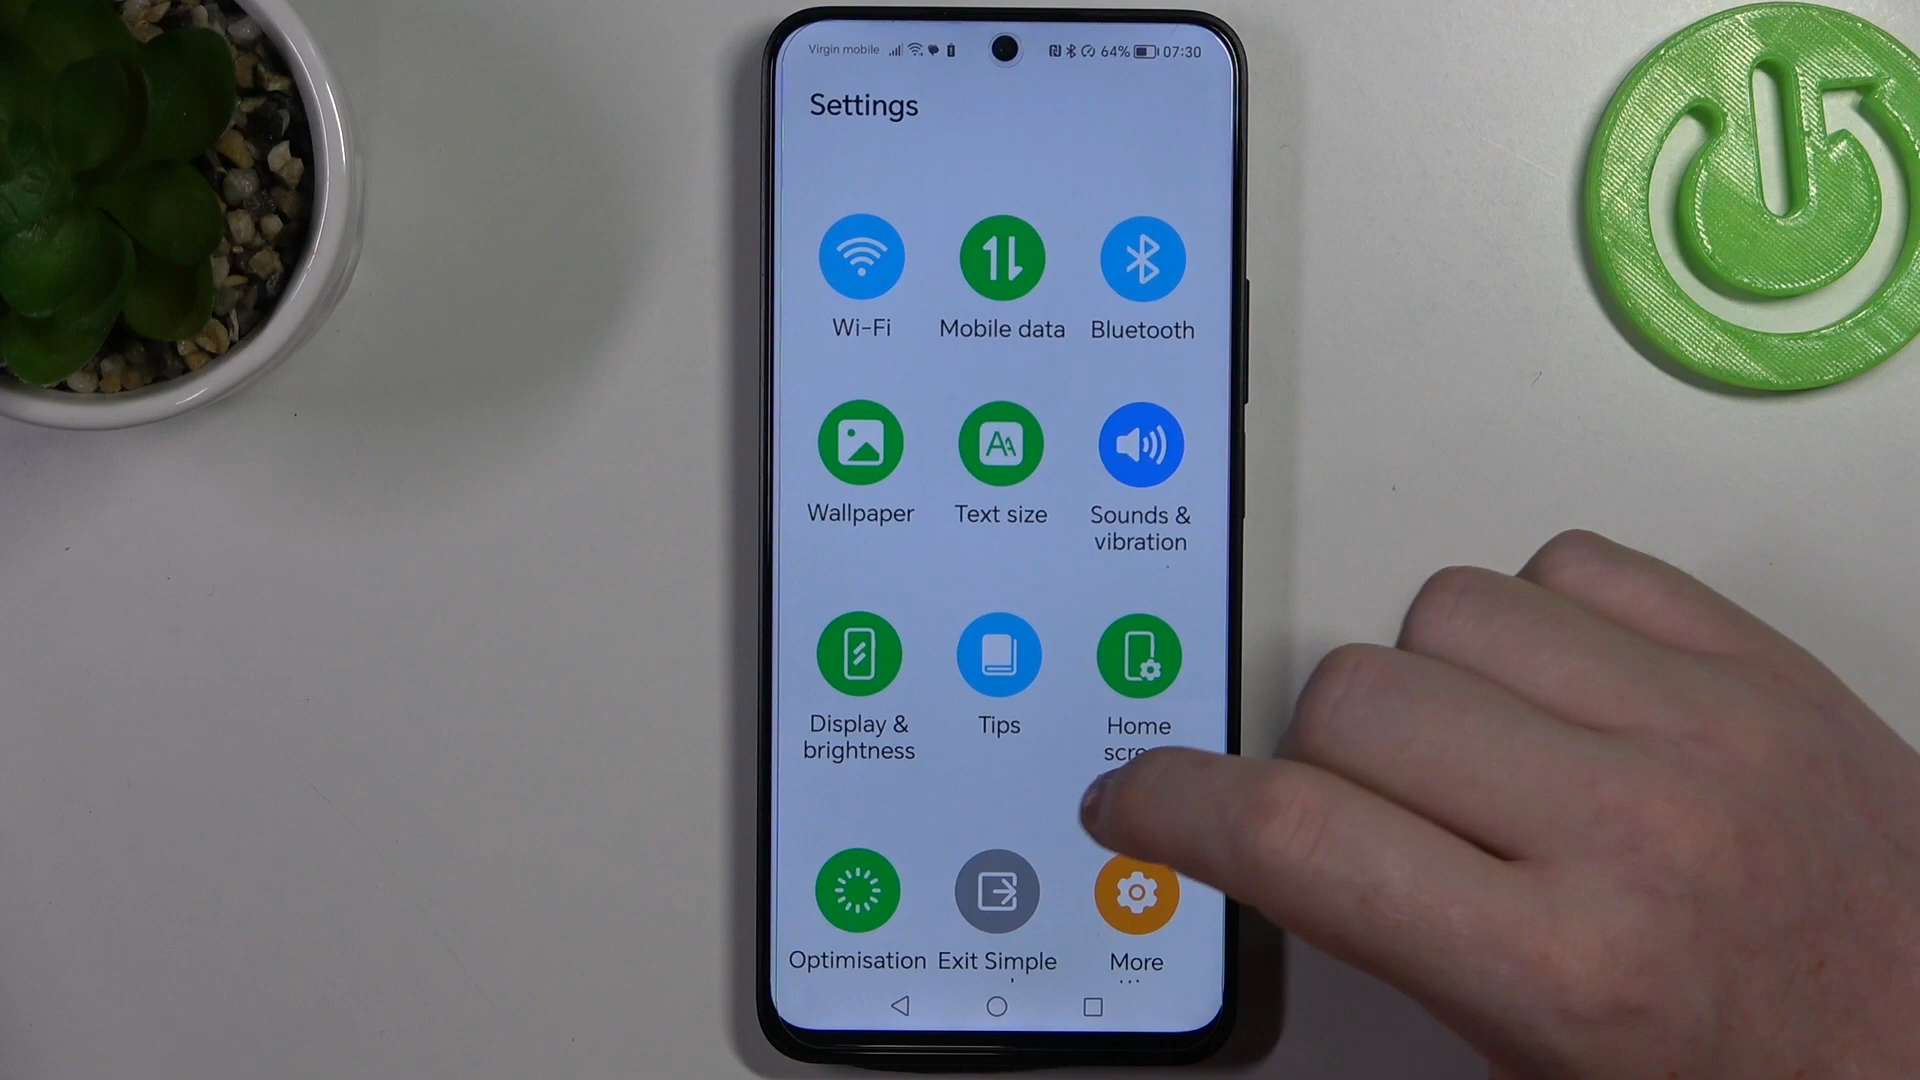 Virgin mobile 64% 07:30
Settings
Wi-Fi Mobile data Bluetooth
Wallpaper Text size Sounds &
vibration
Display & Tips Home
brightness
Optimisation Exit Simple More